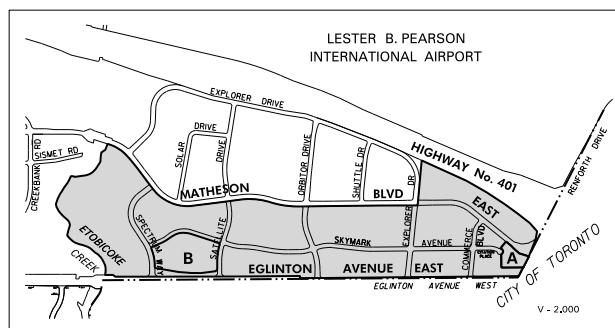 LESTER B. PEARSON
INTERNATIONAL AIRPORT
EXPLORER DRIVE
HIGHWAY No. 401
RENFORTH DRIVE
CREEKBANK RD
SISMET RD
SOLAR
DRIVE
DRIVE
ORBITOR DRIVE
SHUTTLE DR
MATHESON
BLVD
EXPLORER
DR
EAST
ETOBICOKE
CREEK
SPECTRUM WAY
SATELLITE
B
SKYMARK
AVENUE
COMMERCE
BLVD
A
EGLINTON
AVENUE
EAST
EGLINTON AVENUE WEST
CITY OF TORONTO
V - 2.000